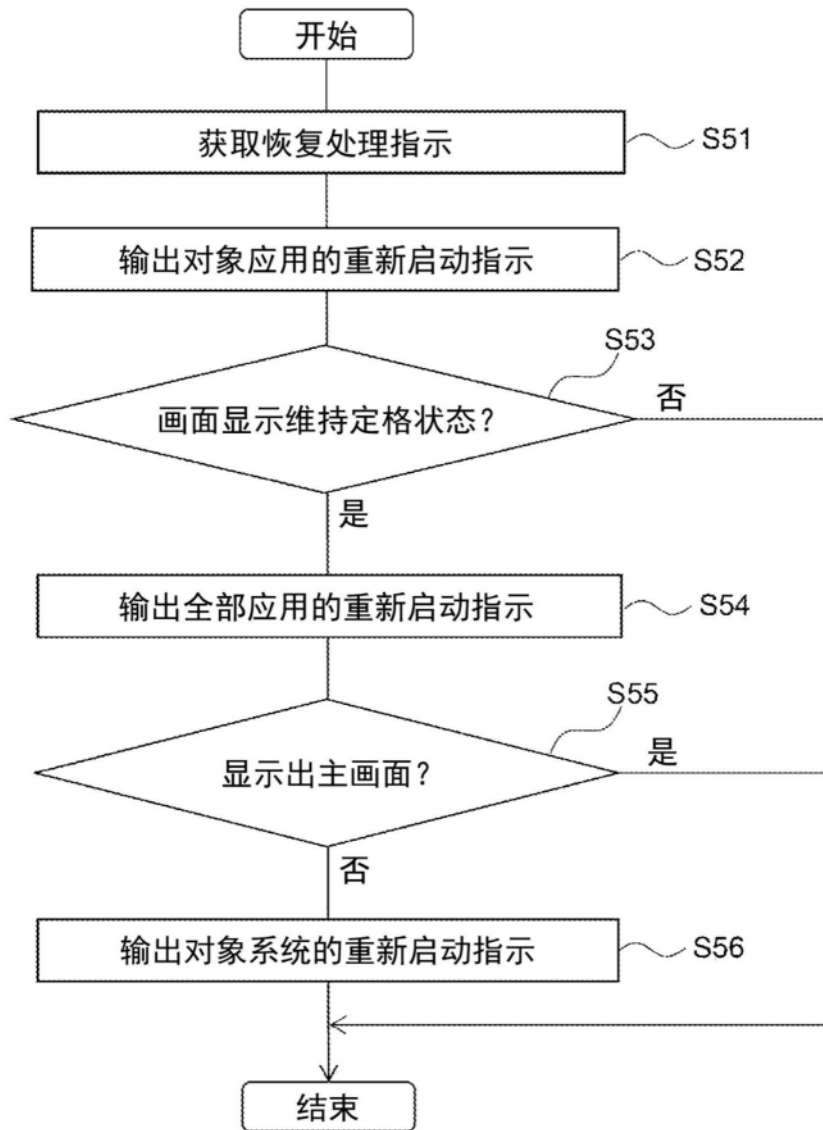 开始
获取恢复处理指示
S51
输出对象应用的重新启动指示
S52
S53
画面显示维持定格状态?
否
是
输出全部应用的重新启动指示
S54
S55
显示出主画面?
是
否
输出对象系统的重新启动指示
S56
结束